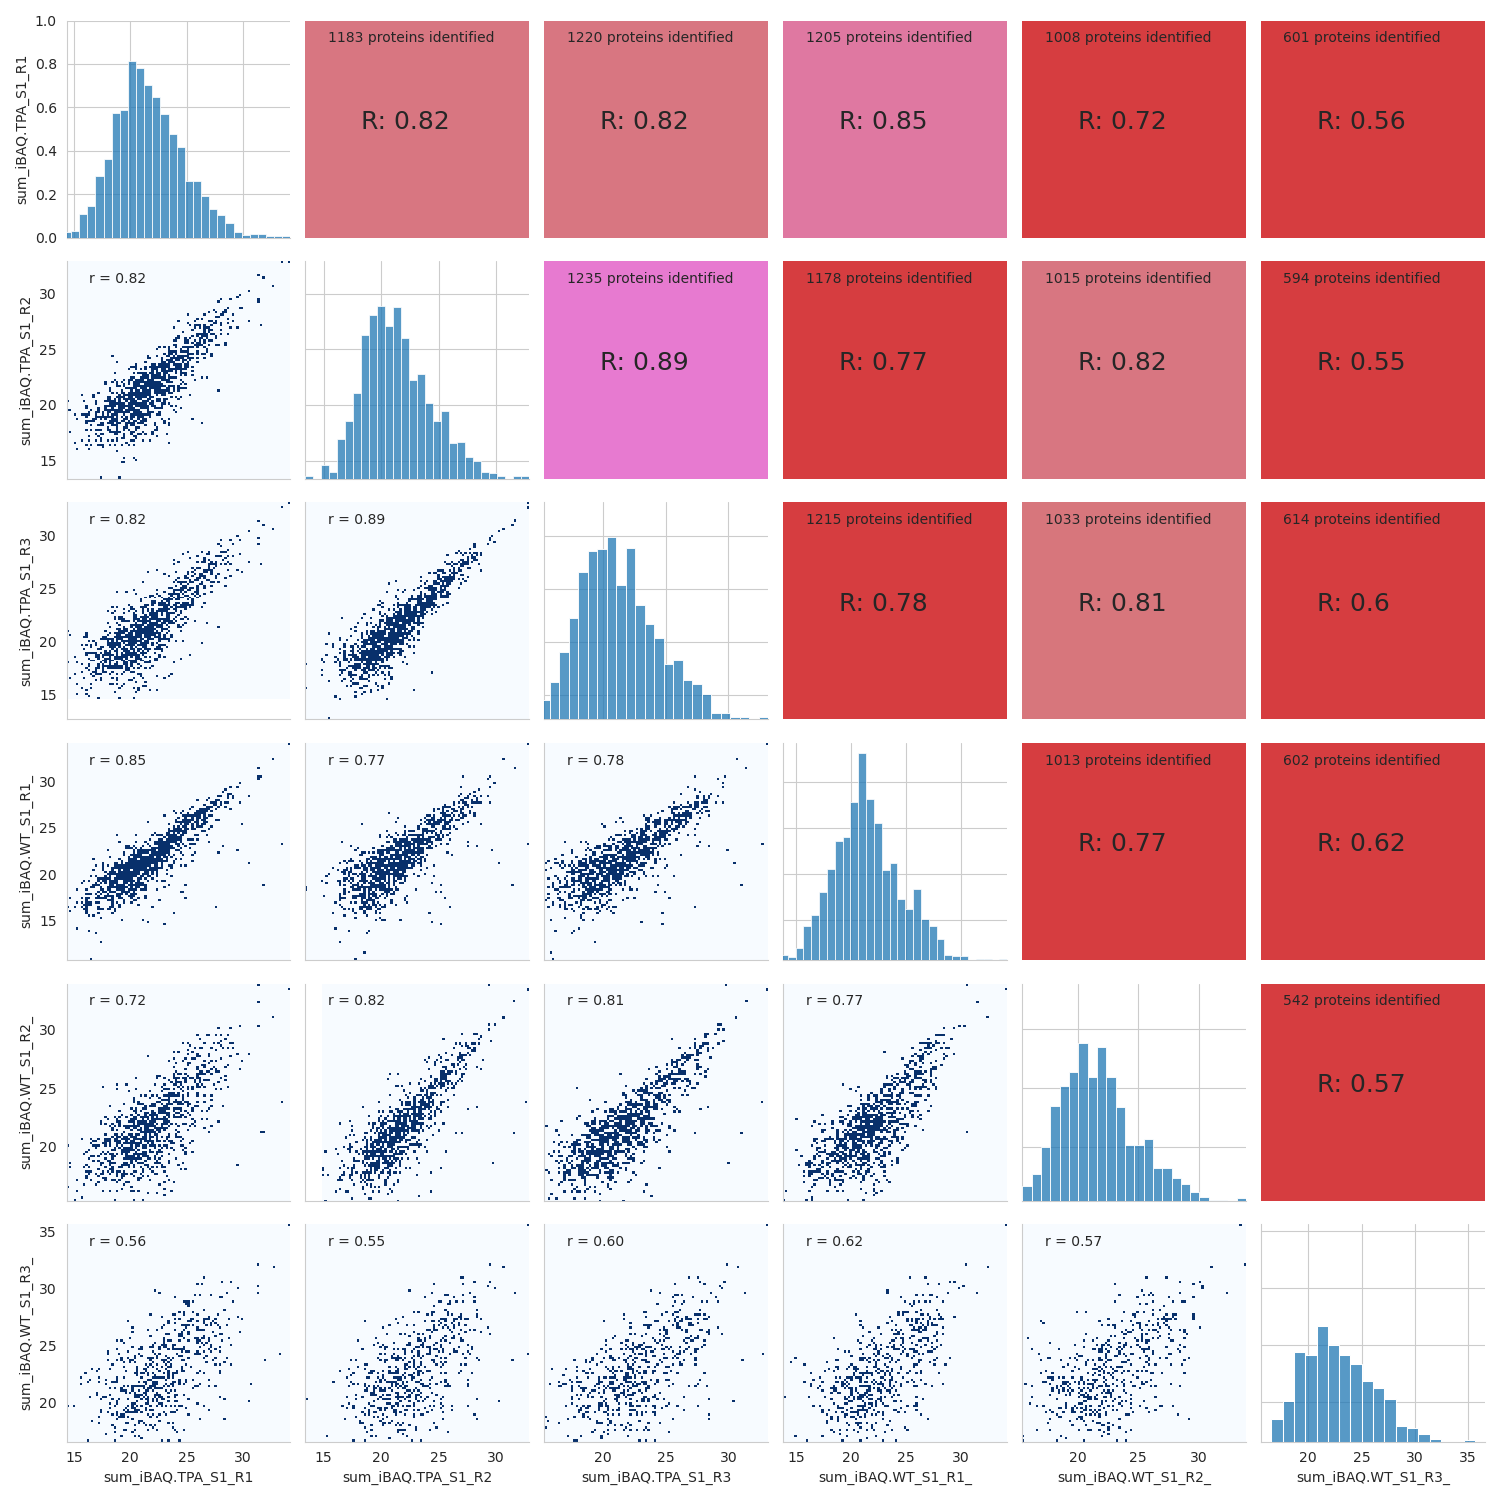 1.0
0.8
0.6
0.4
0.2
0.0
sum_iBAQ.TPA_S1_R1
1183 proteins identified
R: 0.82
1220 proteins identified
R: 0.82
1205 proteins identified
R: 0.85
1008 proteins identified
R: 0.72
601 proteins identified
R: 0.56
30
25
20
15
sum_iBAQ.TPA_S1_R2
r = 0.82
1235 proteins identified
R: 0.89
1178 proteins identified
R: 0.77
1015 proteins identified
R: 0.82
594 proteins identified
R: 0.55
30
25
20
15
sum_iBAQ.TPA_S1_R3
r = 0.82
r = 0.89
1215 proteins identified
R: 0.78
1033 proteins identified
R: 0.81
614 proteins identified
R: 0.6
30
25
20
15
sum_iBAQ.WT_S1_R1_
r = 0.85
r = 0.77
r = 0.78
1013 proteins identified
R: 0.77
602 proteins identified
R: 0.62
30
25
20
sum_iBAQ.WT_S1_R2_
r = 0.72
r = 0.82
r = 0.81
r = 0.77
542 proteins identified
R: 0.57
35
30
25
20
sum_iBAQ.WT_S1_R3_
r = 0.56
r = 0.55
r = 0.60
r = 0.62
r = 0.57
15 20 25 30
15 20 25 30
20 25 30
15 20 25 30
20 25 30
20 25 30 35
sum_iBAQ.TPA_S1_R1
sum_iBAQ.TPA_S1_R2
sum_iBAQ.TPA_S1_R3
sum_iBAQ.WT_S1_R1_
sum_iBAQ.WT_S1_R2_
sum_iBAQ.WT_S1_R3_